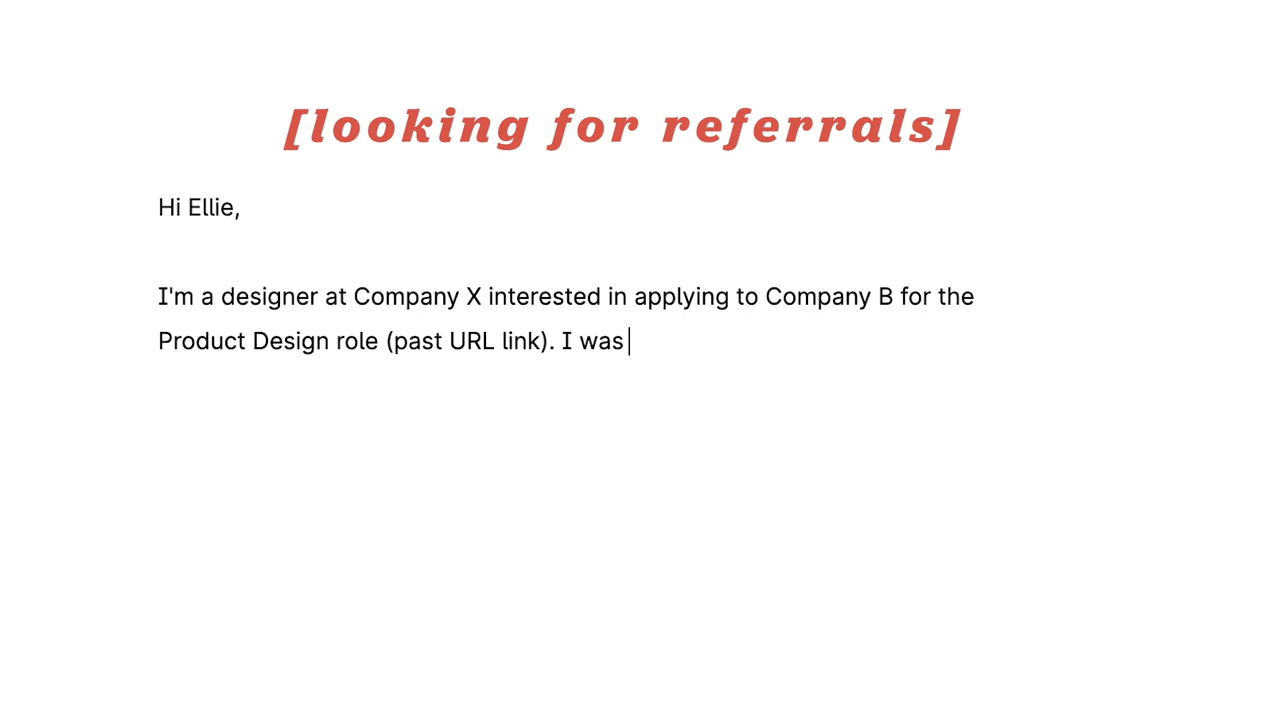 [looking for referrals]
Hi Ellie,
I'm a designer at Company X interested in applying to Company B for the
Product Design role (past URL link). I was